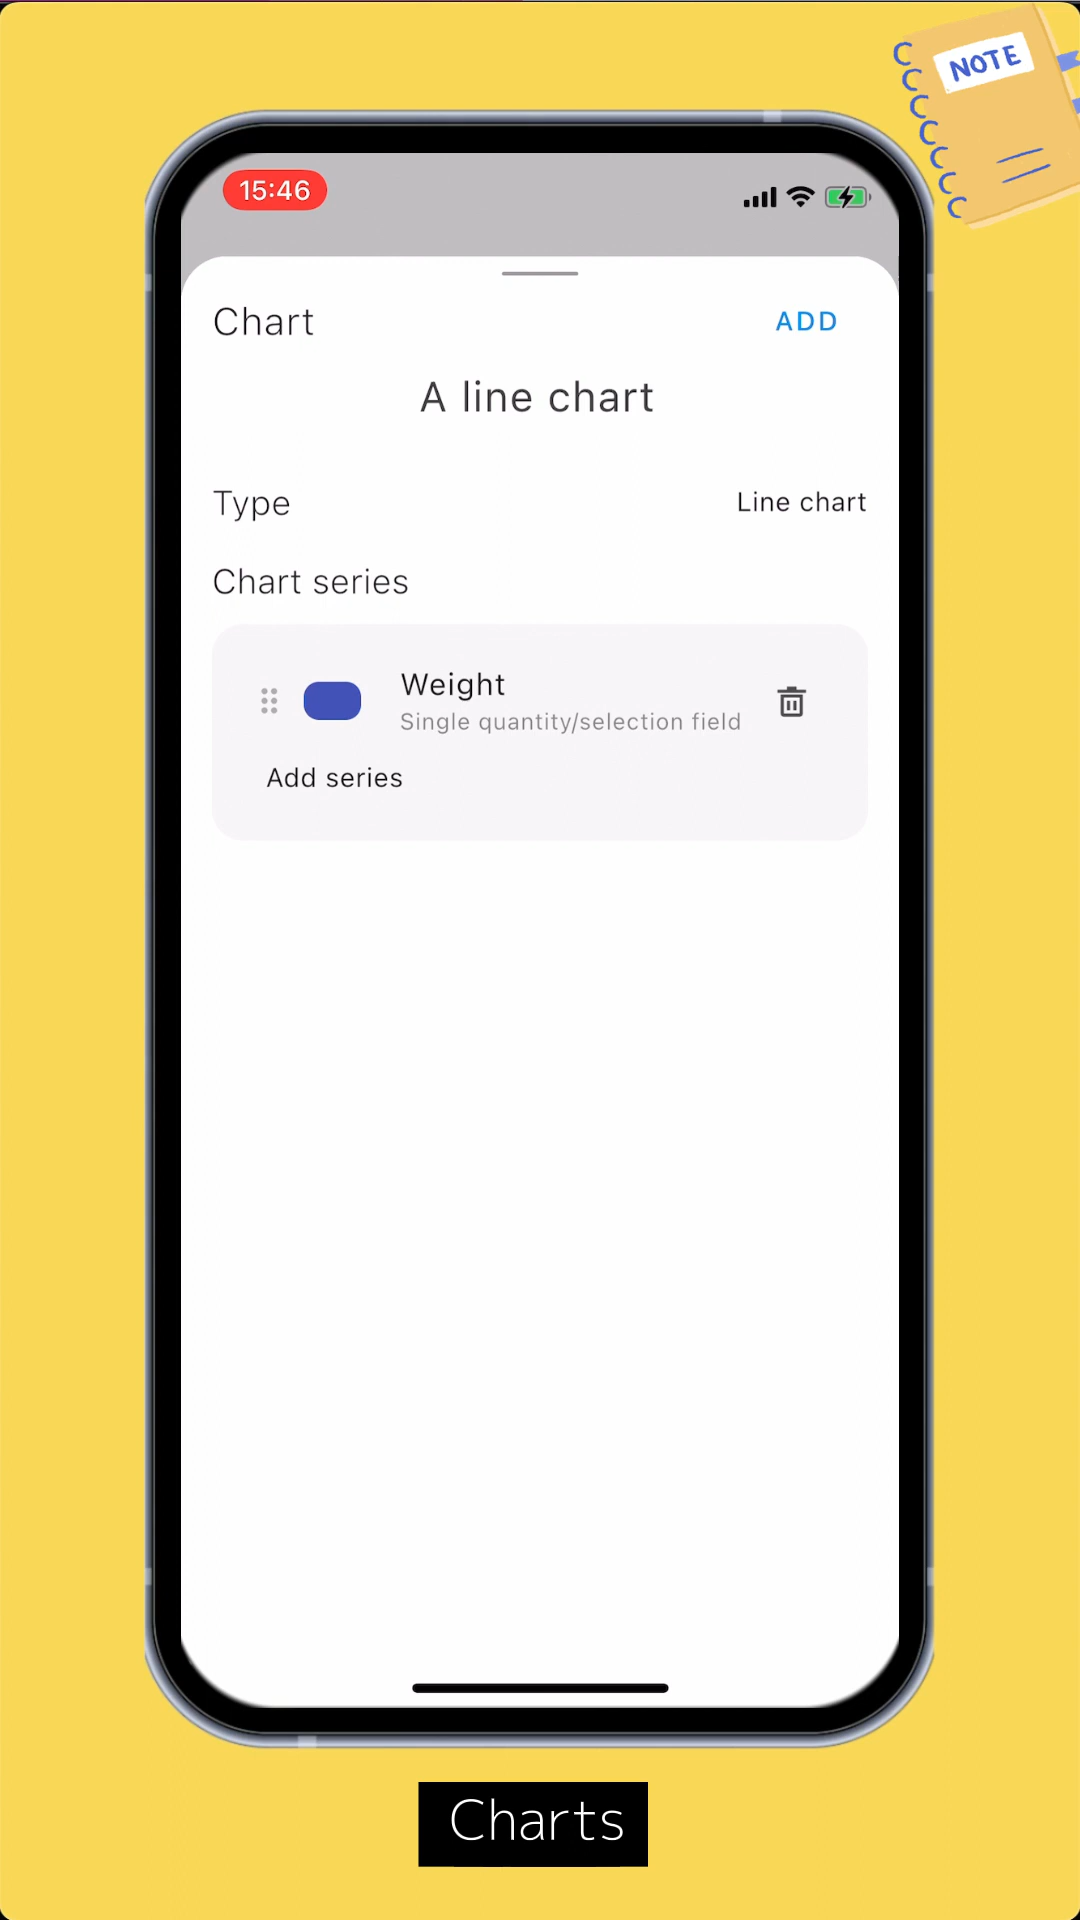 NOTE
15:46
Chart
ADD
A line chart
Type
Line chart
Chart series
Weight
Single quantity/selection field
Add series
Charts